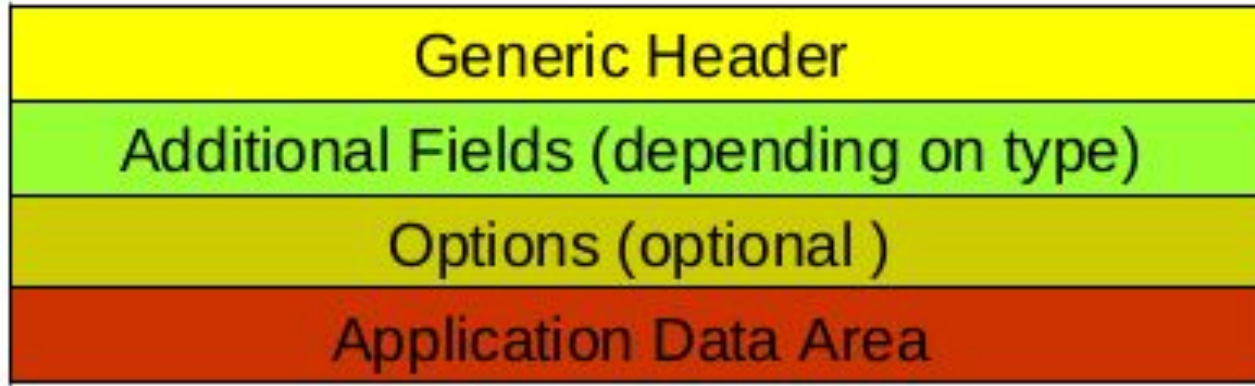 Generic Header
Additional Fields (depending on type)
Options (optional )
Application Data Area